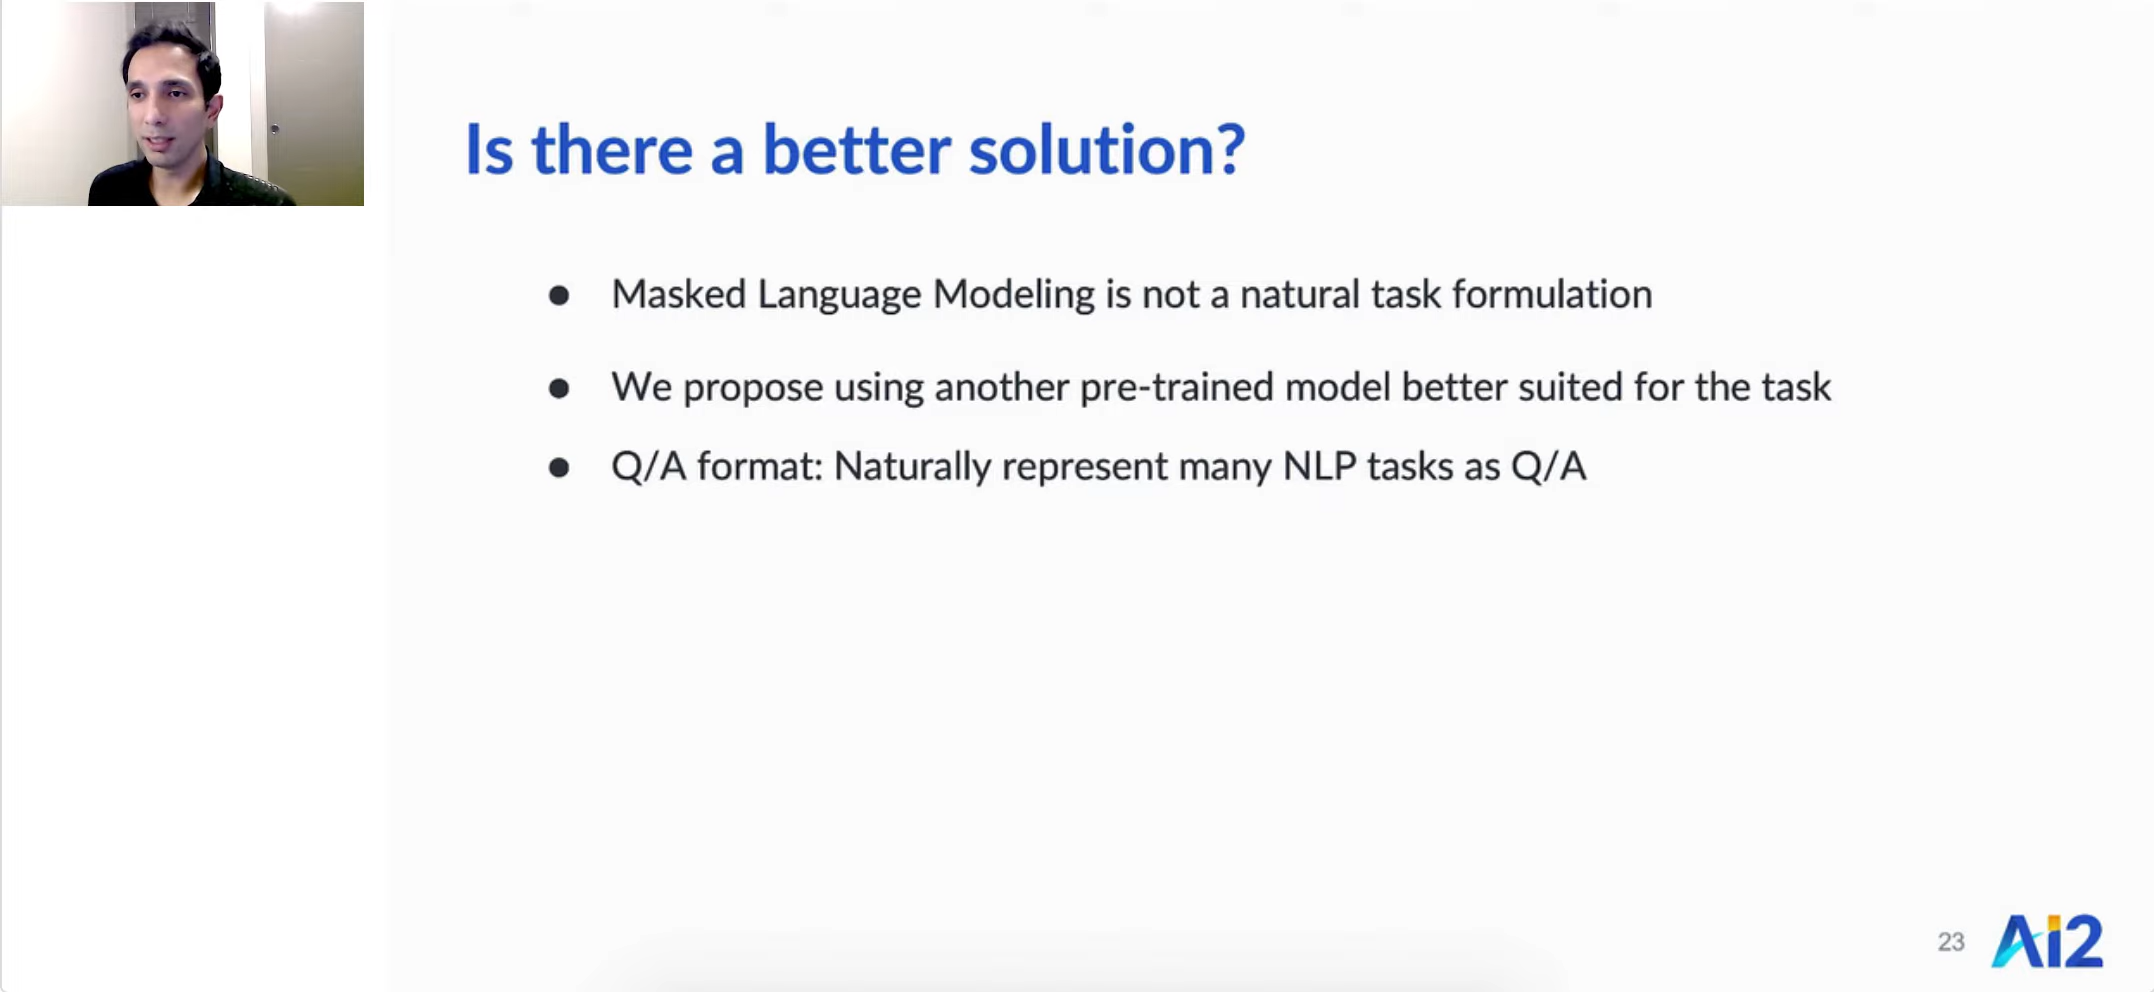 Is there a better solution?
● Masked Language Modeling is not a natural task formulation
● We propose using another pre-trained model better suited for the task
● Q/A format: Naturally represent many NLP tasks as Q/A
23 Ai2